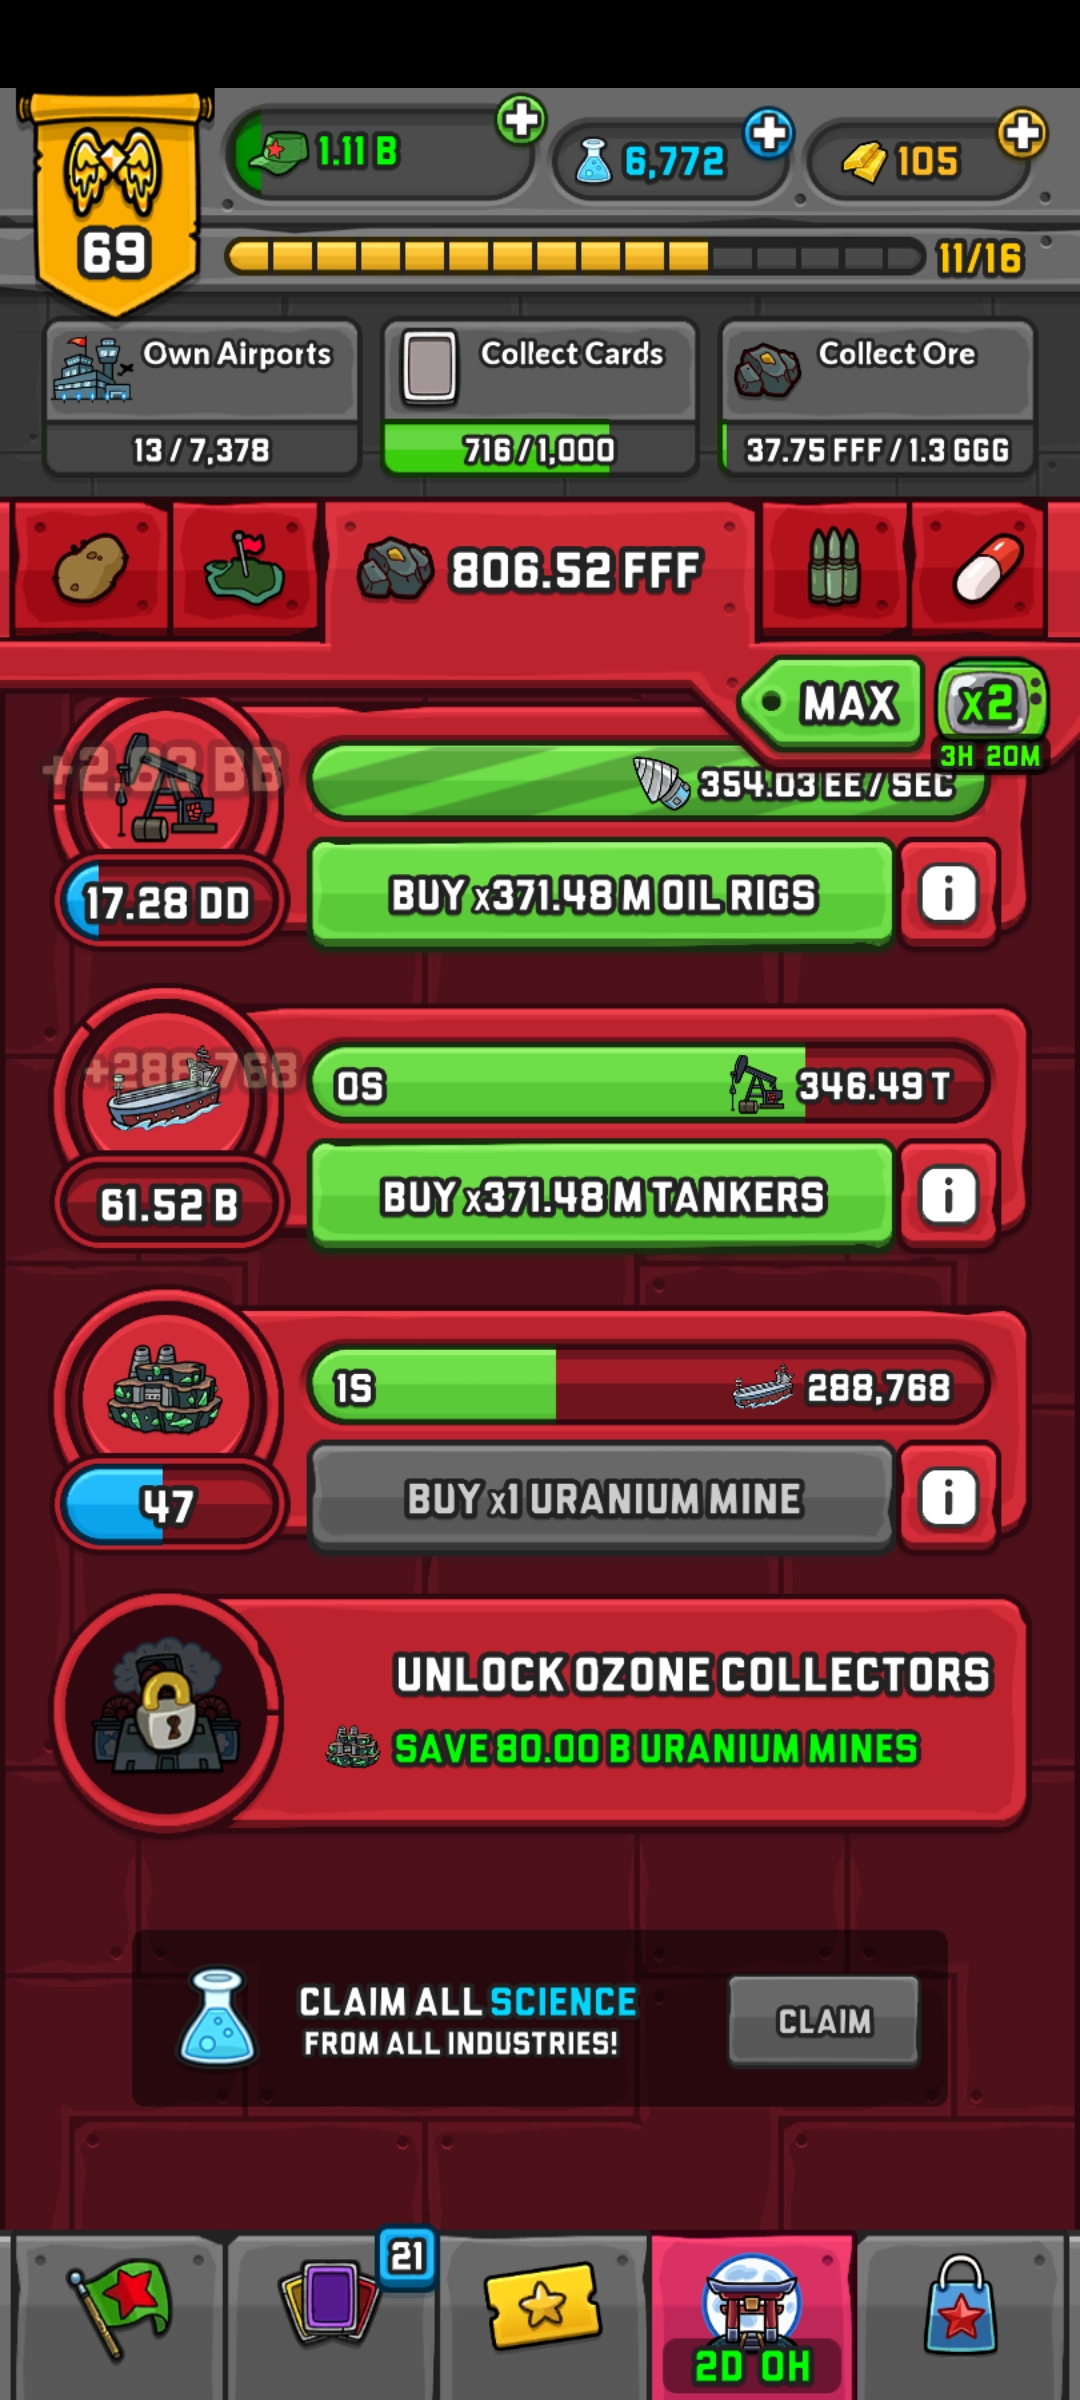 69
1.11 B
6,772
105
11/16
Own Airports
13 / 7,378
Collect Cards
716 / 1,000
Collect Ore
37.75 FFF / 1.3 GGG
806.52 FFF
MAX
x2
3H 20M
354.03 EE / SEC
17.28 DD
BUY x371.48 M OIL RIGS
i
+288,768
0S
346.49 T
61.52 B
BUY x371.48 M TANKERS
i
1S
288,768
47
BUY x1 URANIUM MINE
i
UNLOCK OZONE COLLECTORS
SAVE 80.00 B URANIUM MINES
CLAIM ALL SCIENCE
FROM ALL INDUSTRIES!
CLAIM
21
2D 0H